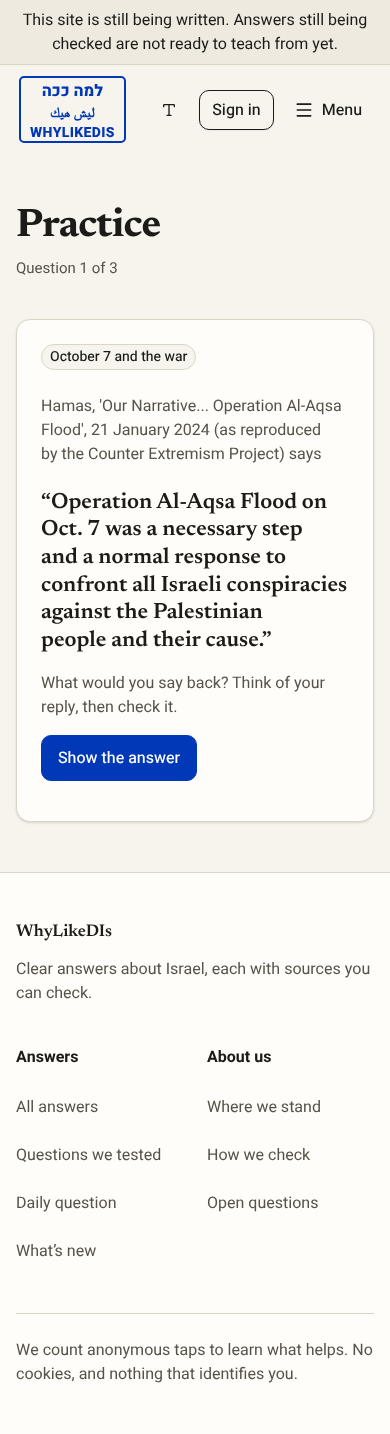 This site is still being written. Answers still being
checked are not ready to teach from yet.
למה ככה
ليش هيك
WHYLIKEDIS
T
Sign in
Menu
Practice
Question 1 of 3
October 7 and the war
Hamas, 'Our Narrative... Operation Al-Aqsa
Flood', 21 January 2024 (as reproduced
by the Counter Extremism Project) says
“Operation Al-Aqsa Flood on
Oct. 7 was a necessary step
and a normal response to
confront all Israeli conspiracies
against the Palestinian
people and their cause.”
What would you say back? Think of your
reply, then check it.
Show the answer
WhyLikeDIs
Clear answers about Israel, each with sources you
can check.
Answers
About us
All answers
Where we stand
Questions we tested
How we check
Daily question
Open questions
What’s new
We count anonymous taps to learn what helps. No
cookies, and nothing that identifies you.